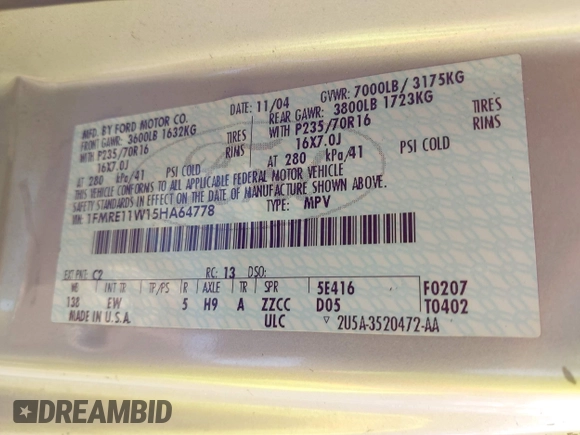 MFD. BY FORD MOTOR CO.
DATE: 11/04
GVWR: 7000LB / 3175KG
FRONT GAWR: 3600LB 1632KG
REAR GAWR: 3800LB 1723KG
WITH P235/70R16 TIRES
WITH P235/70R16 TIRES
16X7.0J RIMS
16X7.0J RIMS
AT 280 kPa/41 PSI COLD
AT 280 kPa/41 PSI COLD
THIS VEHICLE CONFORMS TO ALL APPLICABLE FEDERAL MOTOR VEHICLE
SAFETY STANDARDS IN EFFECT ON THE DATE OF MANUFACTURE SHOWN ABOVE.
VIN: 1FMRE11W15HA64778
TYPE: MPV
EXT PNT: C2 RC: 13 DSO:
WB INT TR TP/PS R AXLE TR SPR 5E416 F0207
138 EW 5 H9 A ZZCC D05 T0402
MADE IN U.S.A. ULC ▽ 2U5A-3520472-AA
DREAMBID